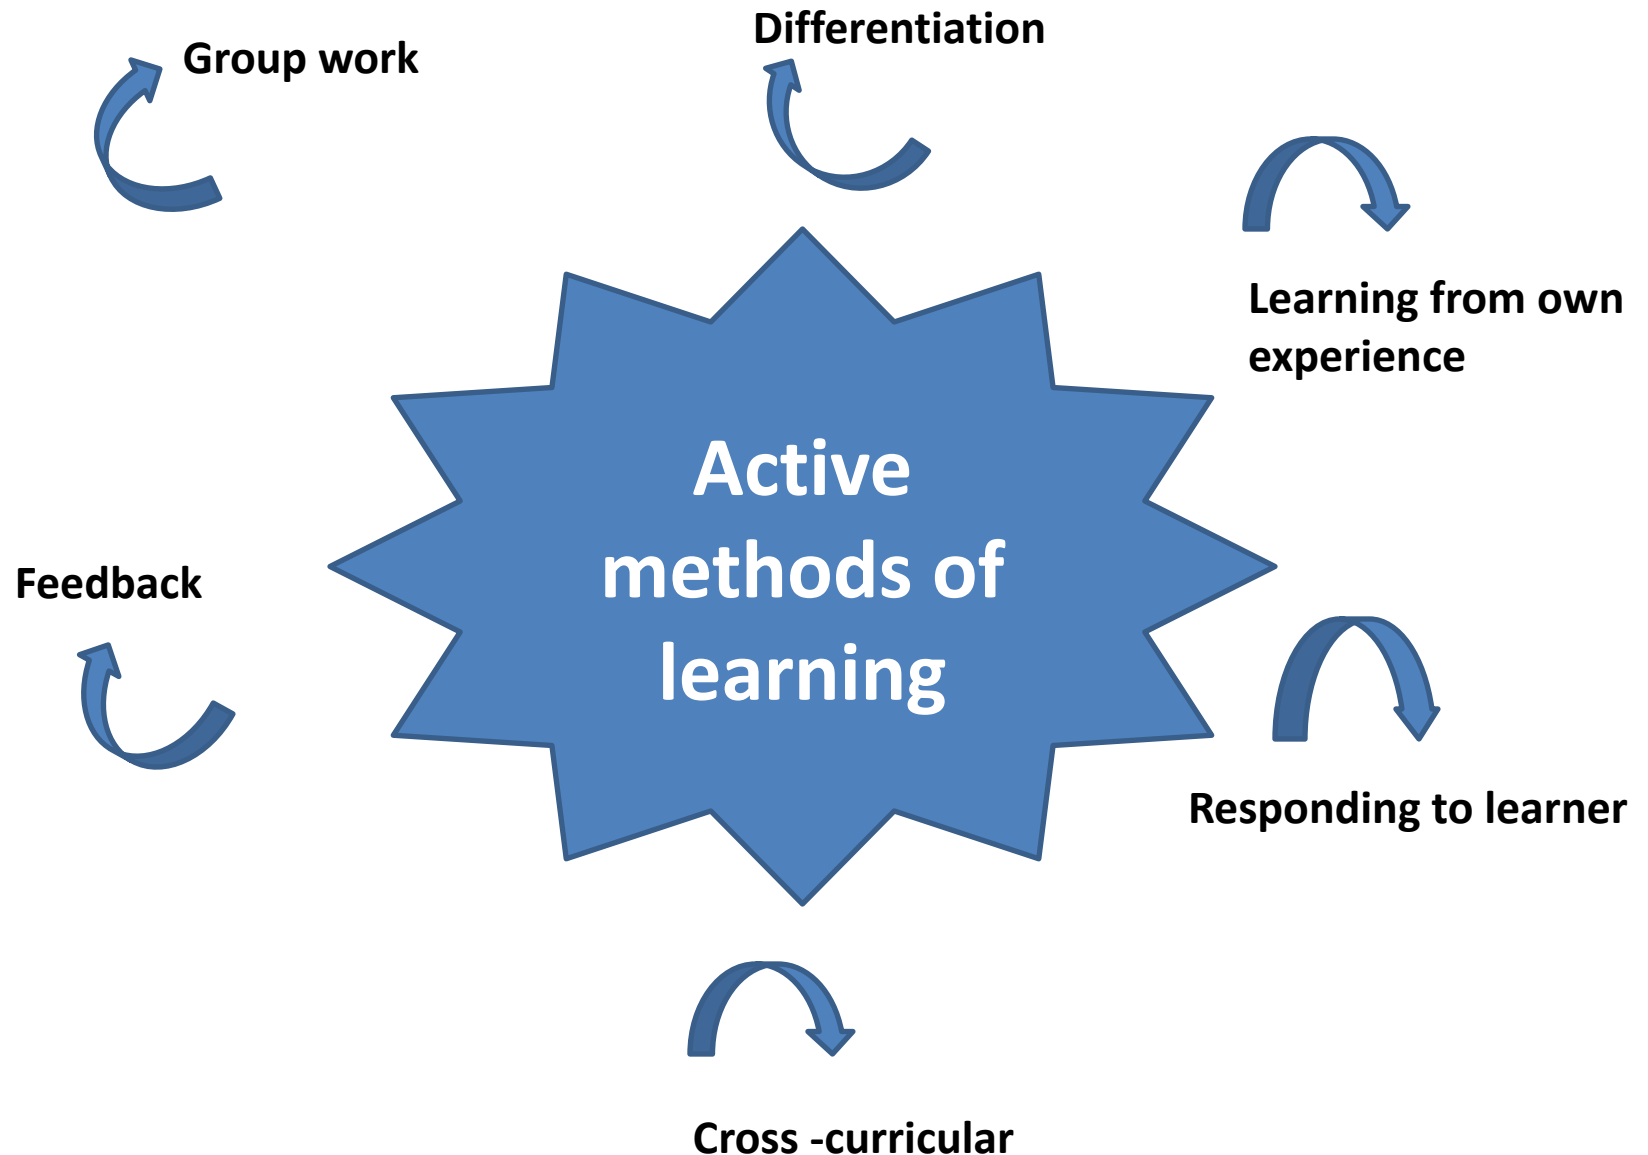 Differentiation
Group work
Learning from own
experience
Active
methods of
learning
Feedback
Responding to learner
Cross -curricular